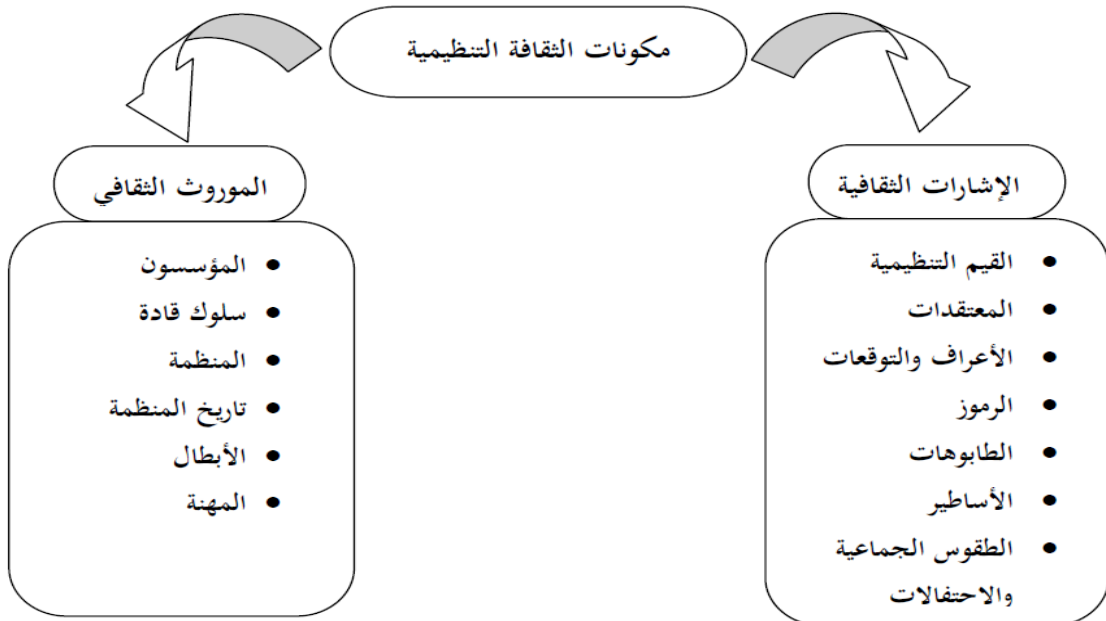 مكونات الثقافة التنظيمية
الإشارات الثقافية
● القيم التنظيمية
● المعتقدات
● الأعراف والتوقعات
● الرموز
● الطابوهات
● الأساطير
● الطقوس الجماعية
والاحتفالات
الموروث الثقافي
● المؤسسون
● سلوك قادة
● المنظمة
● تاريخ المنظمة
● الأبطال
● المهنة